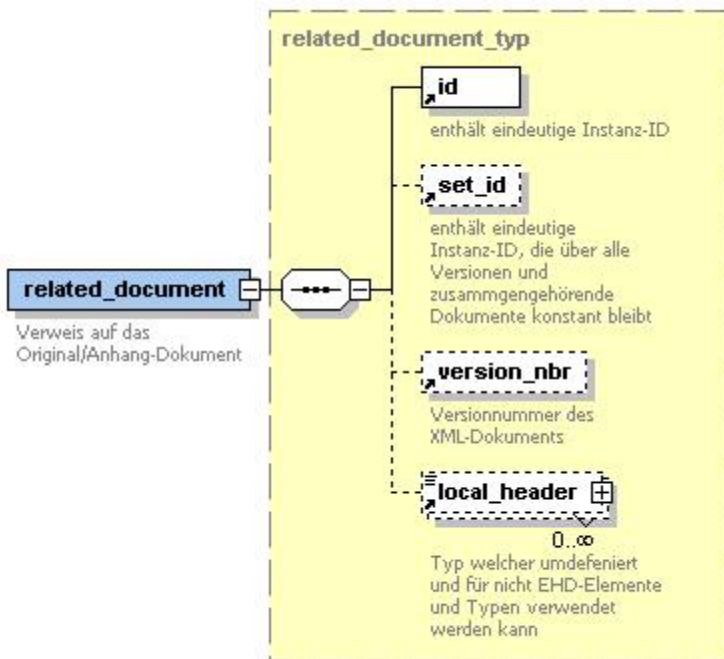 related_document_typ
id
enthält eindeutige Instanz-ID
set_id
enthält eindeutige
Instanz-ID, die über alle
Versionen und
zusammgengehörende
Dokumente konstant bleibt
related_document
Verweis auf das
Original/Anhang-Dokument
version_nbr
Versionnummer des
XML-Dokuments
local_header
0..∞
Typ welcher umdefeniert
und für nicht EHD-Elemente
und Typen verwendet
werden kann